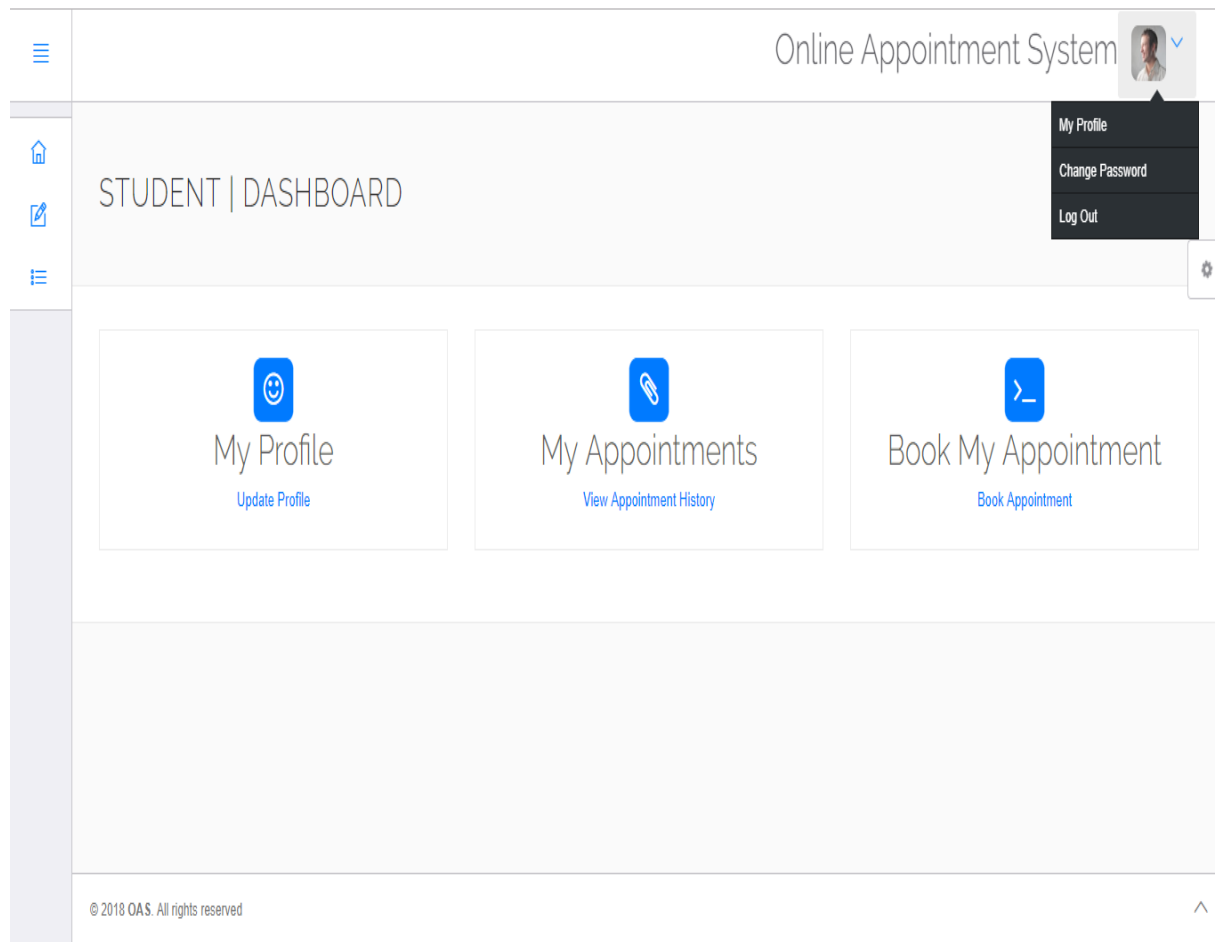 Online Appointment System
My Profile
Change Password
Log Out
STUDENT | DASHBOARD
My Profile
Update Profile
My Appointments
View Appointment History
Book My Appointment
Book Appointment
© 2018 OAS. All rights reserved